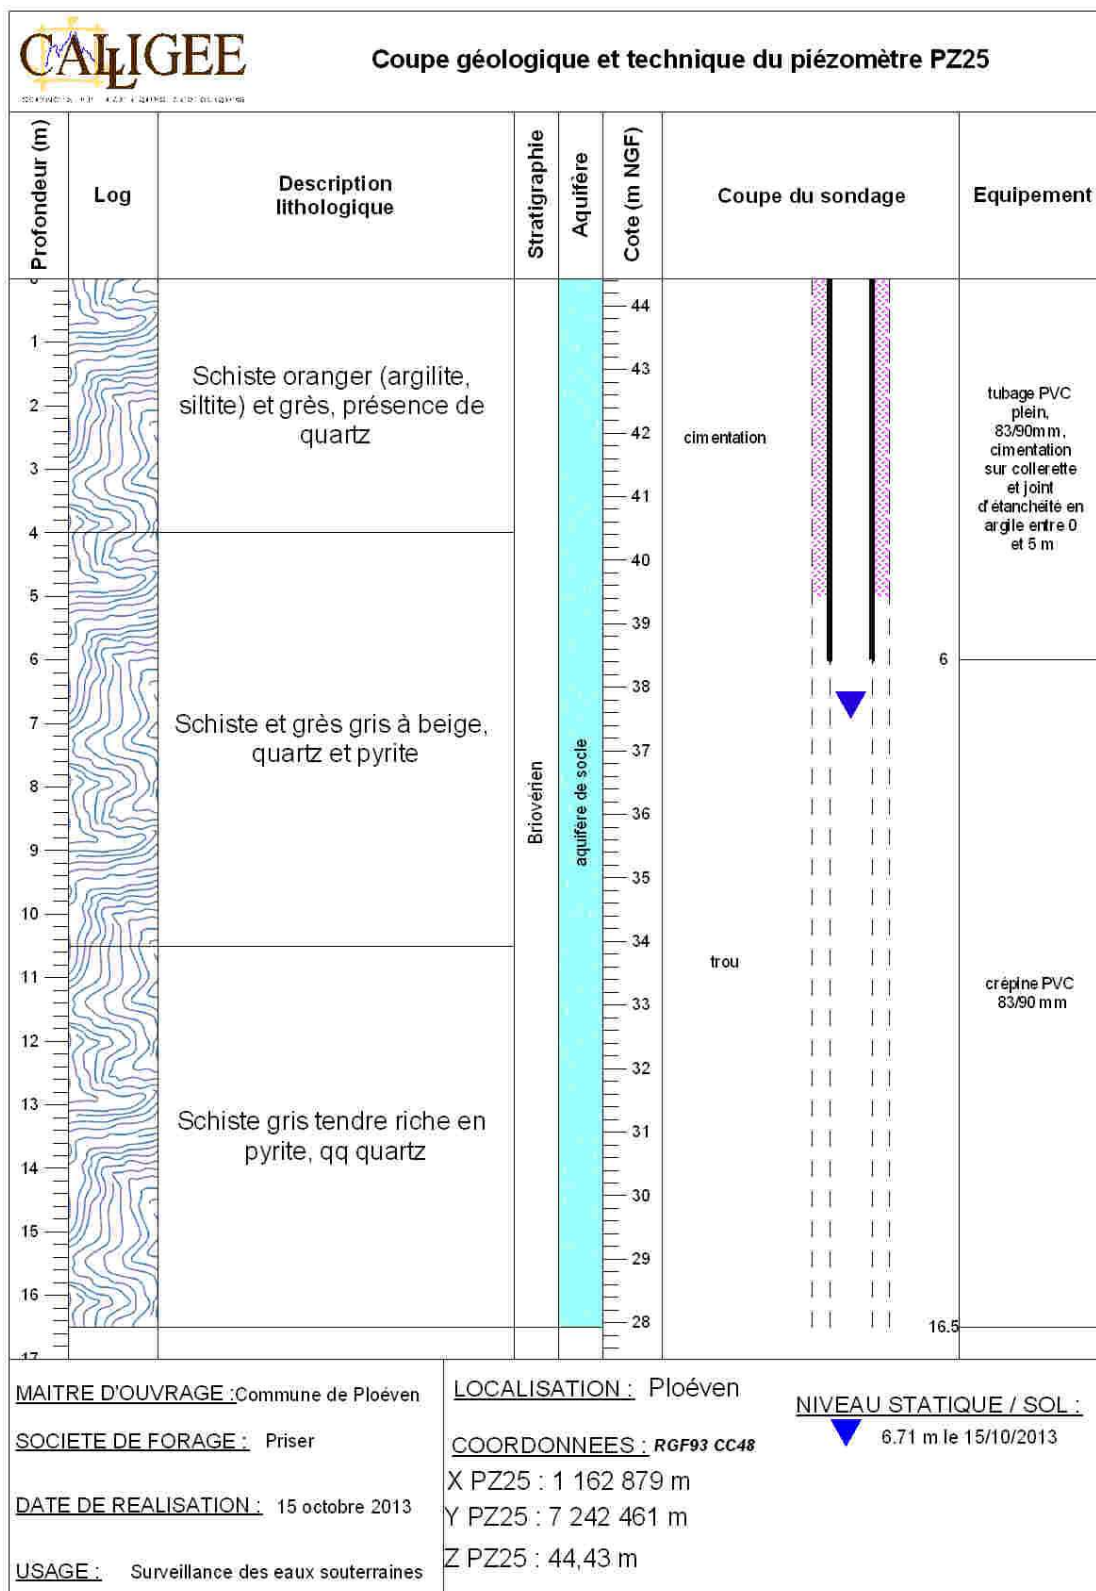 CALLIGEE
Coupe géologique et technique du piézomètre PZ25
Profondeur (m)
Log
Description
lithologique
Stratigraphie
Aquifère
Cote (m NGF)
Coupe du sondage
Equipement
0
1
2
3
4
5
6
7
8
9
10
11
12
13
14
15
16
17
Schiste oranger (argilite,
siltite) et grès, présence de
quartz
Schiste et grès gris à beige,
quartz et pyrite
Schiste gris tendre riche en
pyrite, qq quartz
Briovérien
aquifère de socle
44
43
42
41
40
39
38
37
36
35
34
33
32
31
30
29
28
cimentation
trou
6
16.5
tubage PVC
plein,
83/90mm,
cimentation
sur collerette
et joint
d'étanchéité en
argile entre 0
et 5 m
crépine PVC
83/90 mm
MAITRE D'OUVRAGE : Commune de Ploéven
SOCIETE DE FORAGE : Priser
DATE DE REALISATION : 15 octobre 2013
USAGE : Surveillance des eaux souterraines
LOCALISATION : Ploéven
COORDONNEES : RGF93 CC48
X PZ25 : 1 162 879 m
Y PZ25 : 7 242 461 m
Z PZ25 : 44,43 m
NIVEAU STATIQUE / SOL :
6.71 m le 15/10/2013